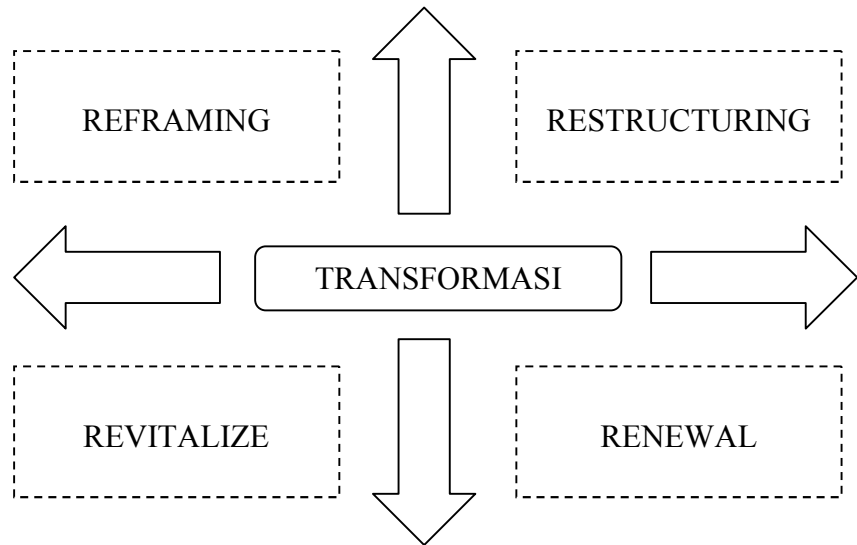 REFRAMING
RESTRUCTURING
TRANSFORMASI
REVITALIZE
RENEWAL